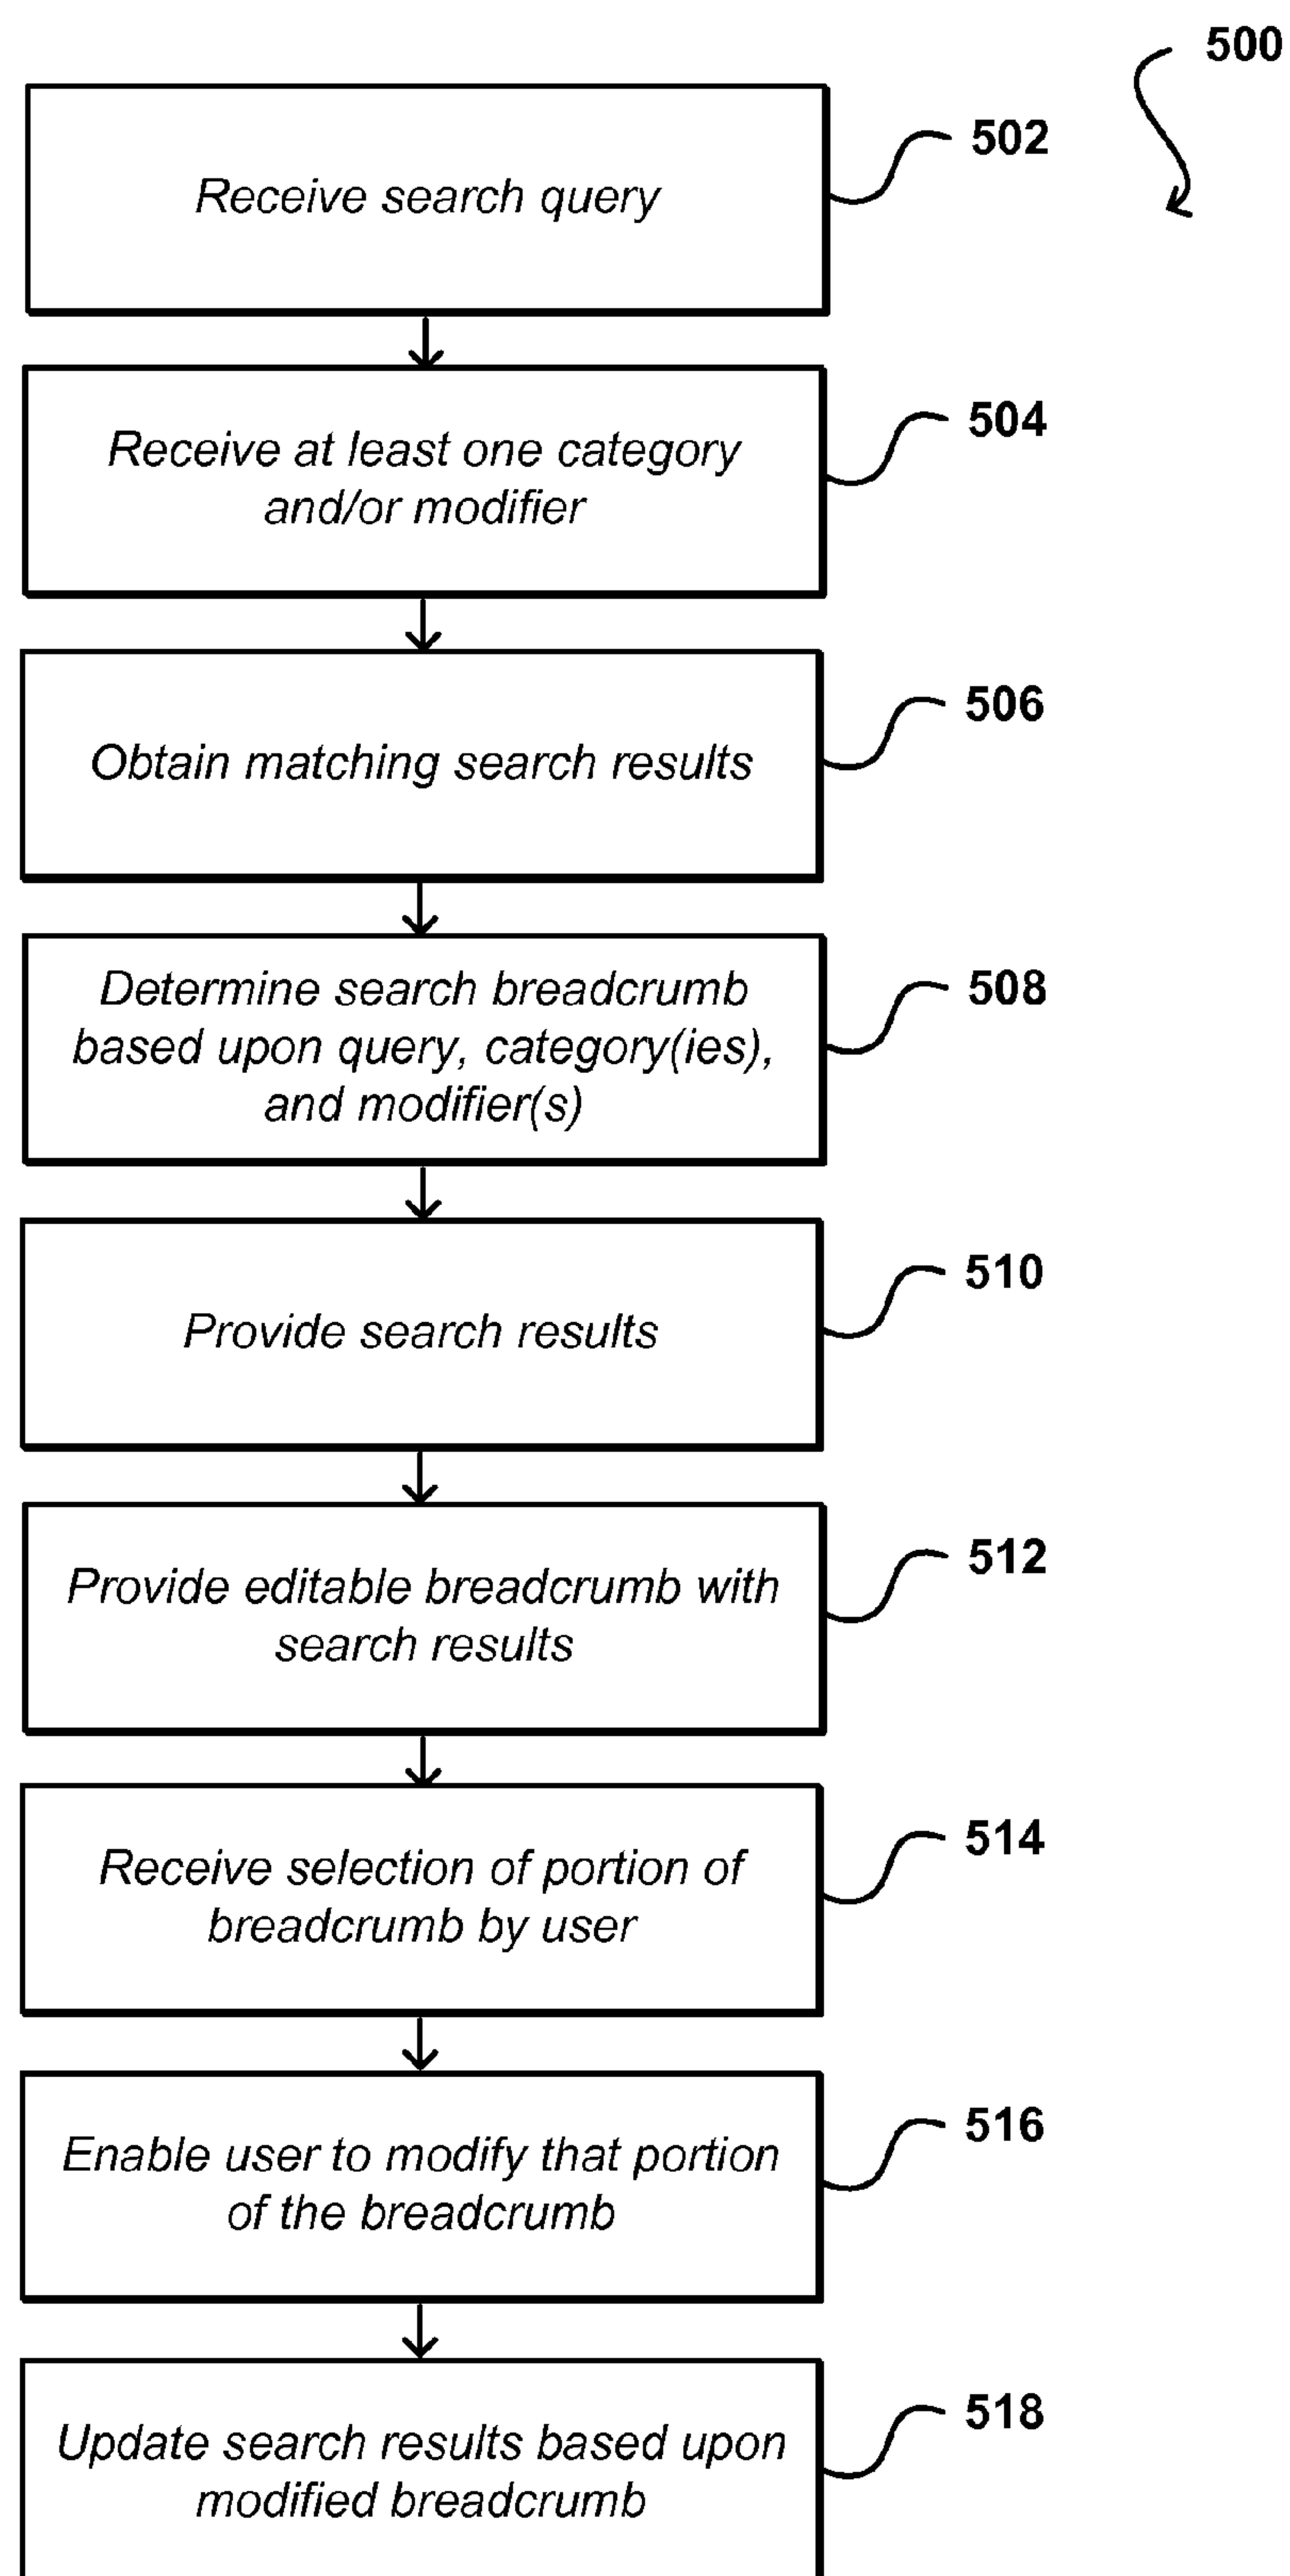 500
Receive search query
502
Receive at least one category
and/or modifier
504
Obtain matching search results
506
Determine search breadcrumb
based upon query, category(ies),
and modifier(s)
508
Provide search results
510
Provide editable breadcrumb with
search results
512
Receive selection of portion of
breadcrumb by user
514
Enable user to modify that portion
of the breadcrumb
516
Update search results based upon
modified breadcrumb
518